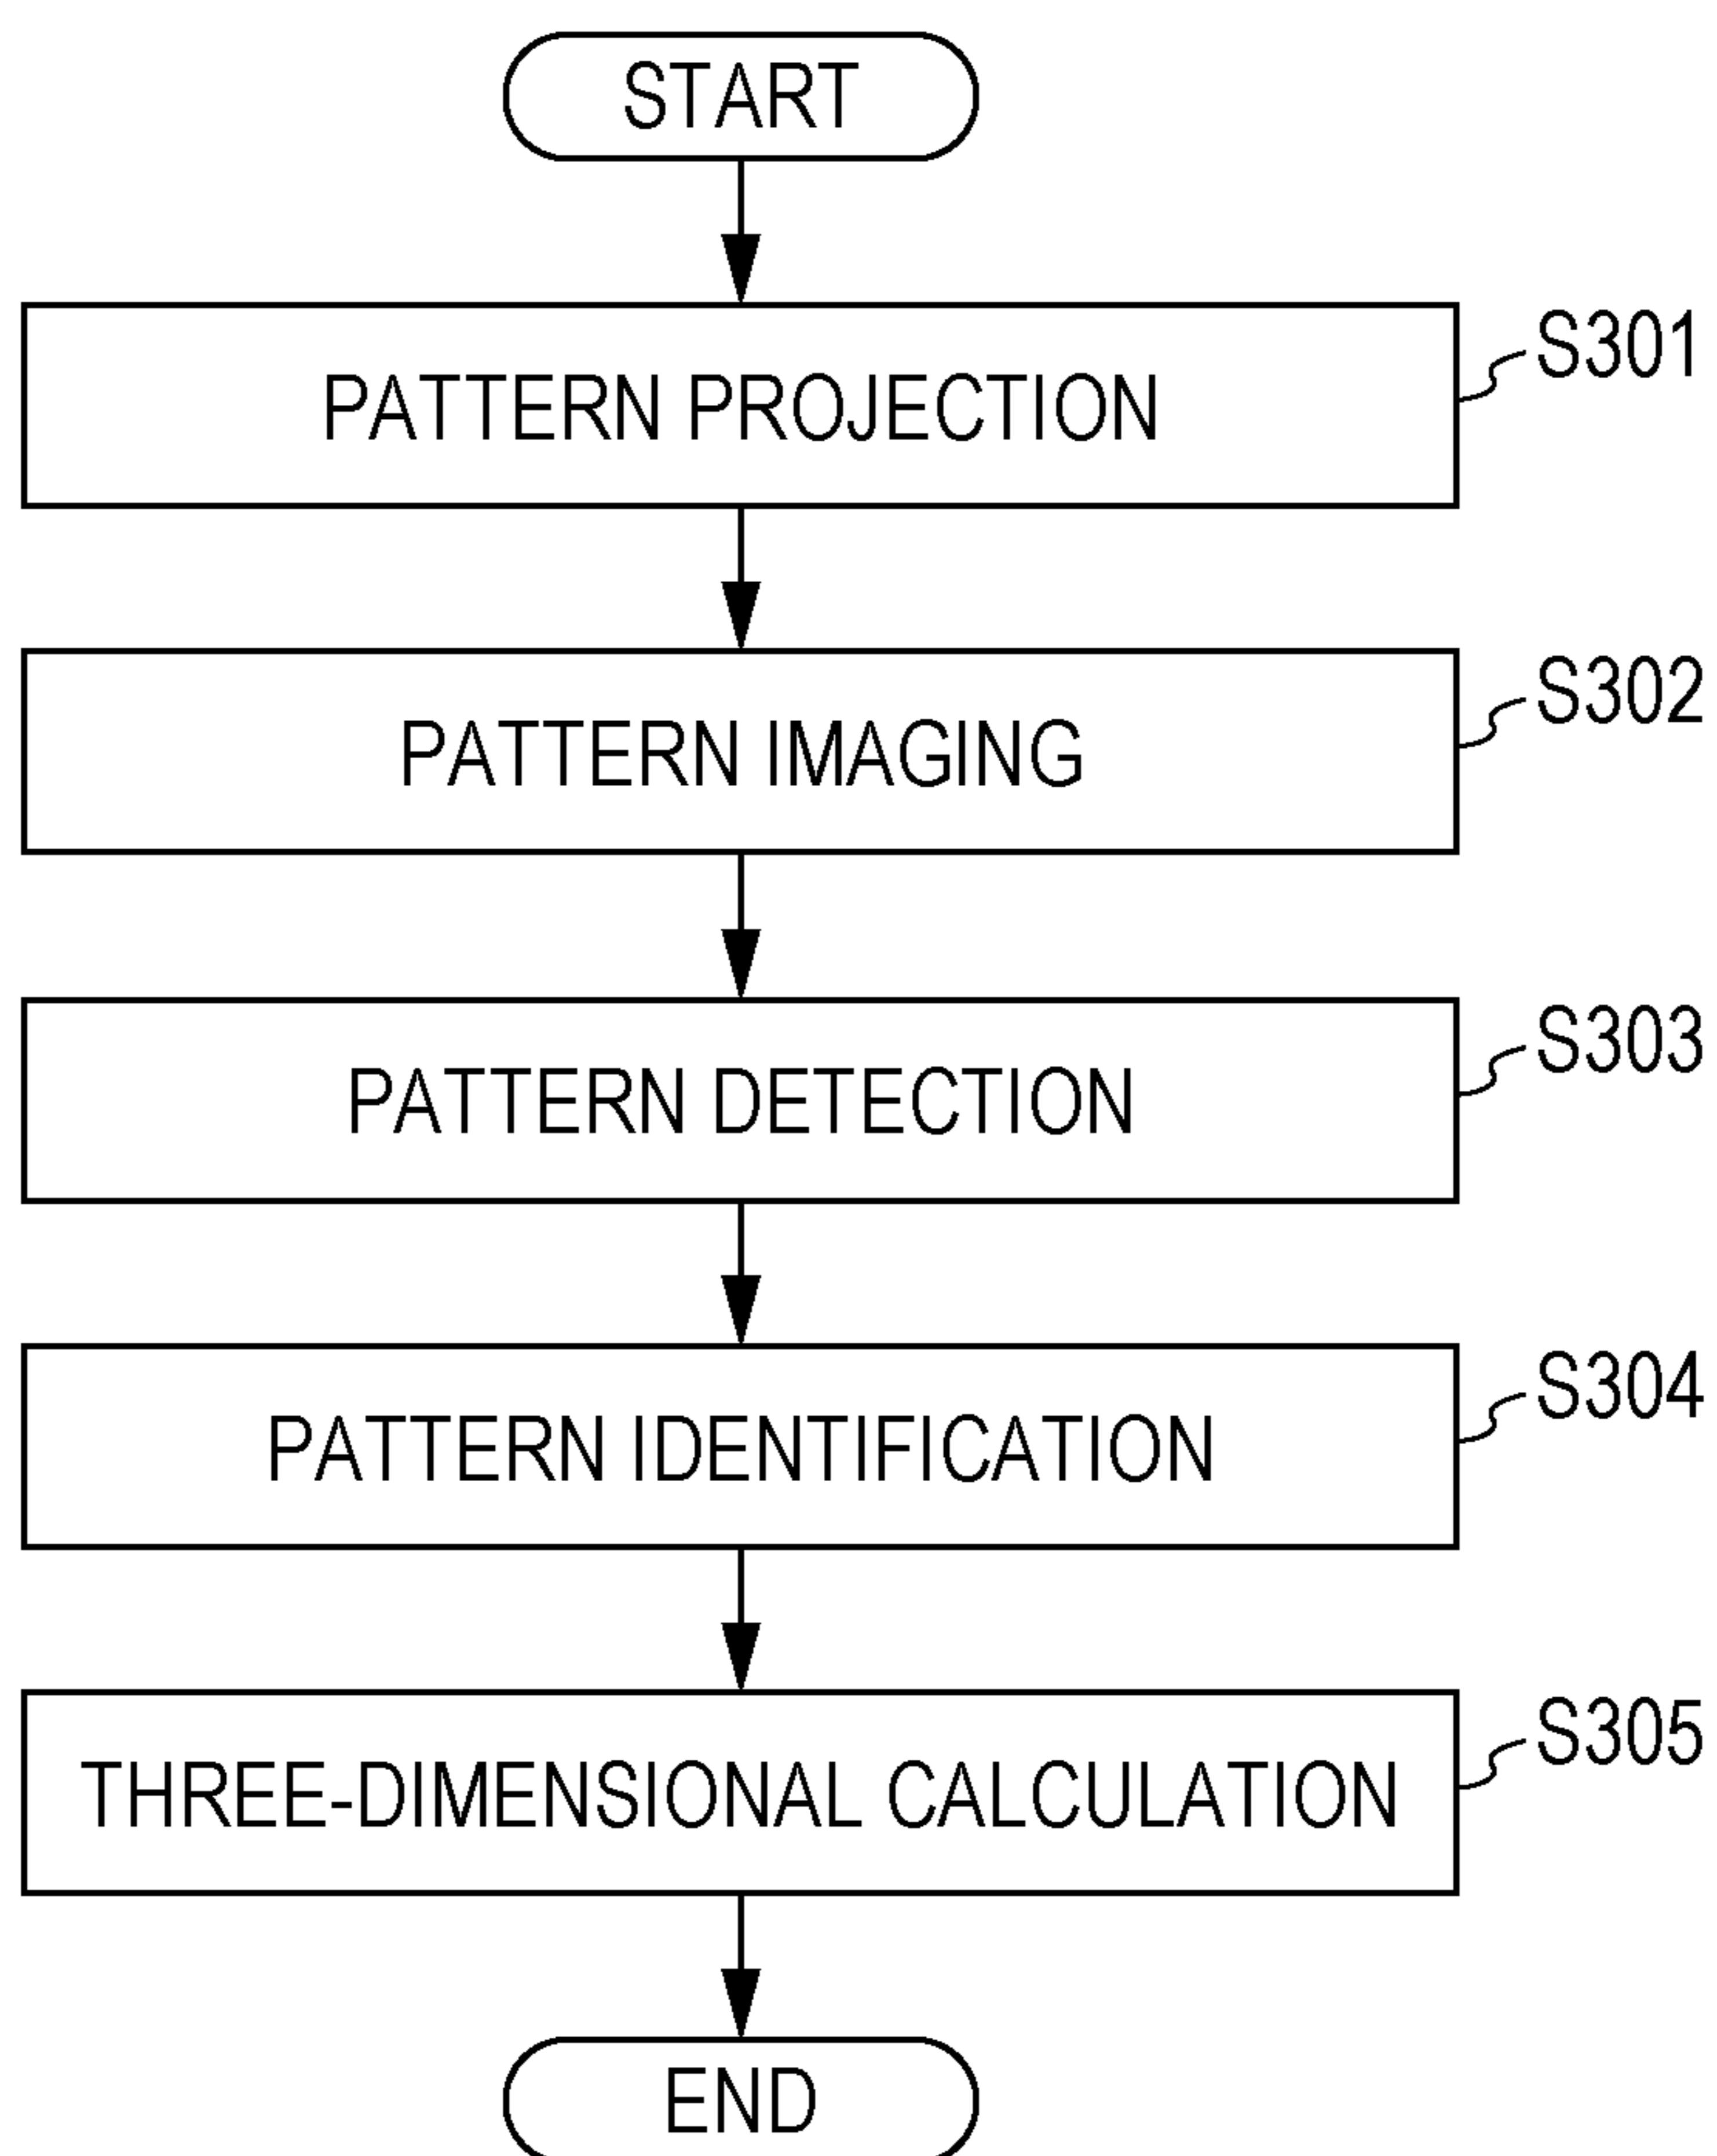 START
PATTERN PROJECTION
S301
PATTERN IMAGING
S302
PATTERN DETECTION
S303
PATTERN IDENTIFICATION
S304
THREE-DIMENSIONAL CALCULATION
S305
END